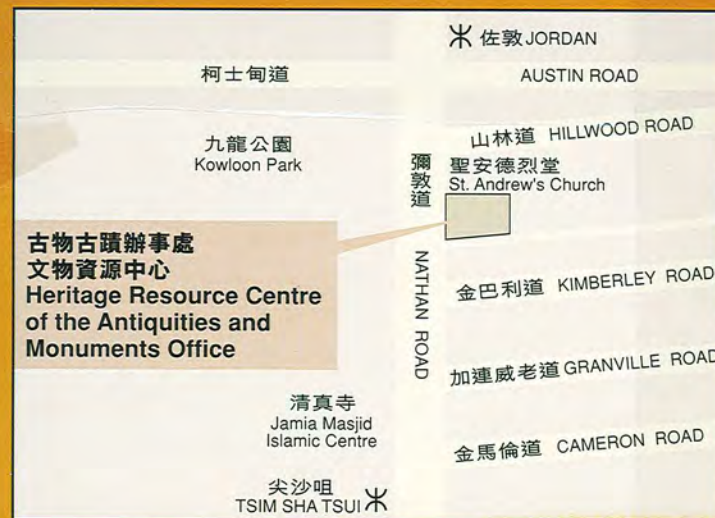 佐敦 JORDAN
柯士甸道
AUSTIN ROAD
山林道 HILLWOOD ROAD
九龍公園
Kowloon Park
彌敦道 NATHAN ROAD
聖安德烈堂
St. Andrew's Church
古物古蹟辦事處
文物資源中心
Heritage Resource Centre
of the Antiquities and
Monuments Office
金巴利道 KIMBERLEY ROAD
加連威老道 GRANVILLE ROAD
清真寺
Jamia Masjid
Islamic Centre
金馬倫道 CAMERON ROAD
尖沙咀
TSIM SHA TSUI